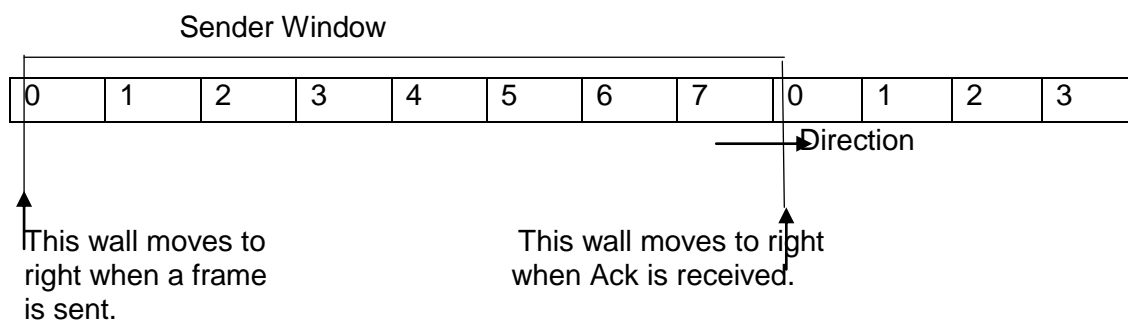 Sender Window
0 1 2 3 4 5 6 7 0 1 2 3
Direction
This wall moves to
right when a frame
is sent.
This wall moves to right
when Ack is received.